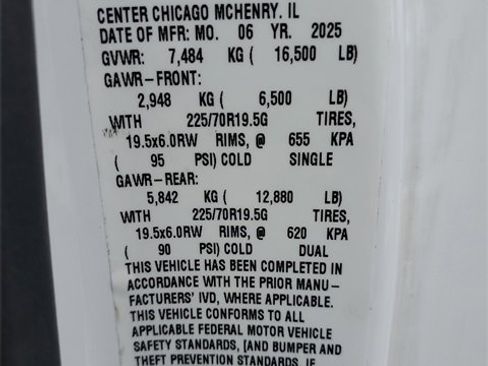 CENTER CHICAGO MCHENRY. IL
DATE OF MFR: MO. 06 YR. 2025
GVWR: 7,484 KG ( 16,500 LB)
GAWR-FRONT:
2,948 KG ( 6,500 LB)
WITH 225/70R19.5G TIRES,
19.5x6.0RW RIMS, @ 655 KPA
( 95 PSI) COLD SINGLE
GAWR-REAR:
5,842 KG ( 12,880 LB)
WITH 225/70R19.5G TIRES,
19.5x6.0RW RIMS, @ 620 KPA
( 90 PSI) COLD DUAL
THIS VEHICLE HAS BEEN COMPLETED IN
ACCORDANCE WITH THE PRIOR MANU-
FACTURERS' IVD, WHERE APPLICABLE.
THIS VEHICLE CONFORMS TO ALL
APPLICABLE FEDERAL MOTOR VEHICLE
SAFETY STANDARDS, [AND BUMPER AND
THEFT PREVENTION STANDARDS, IF